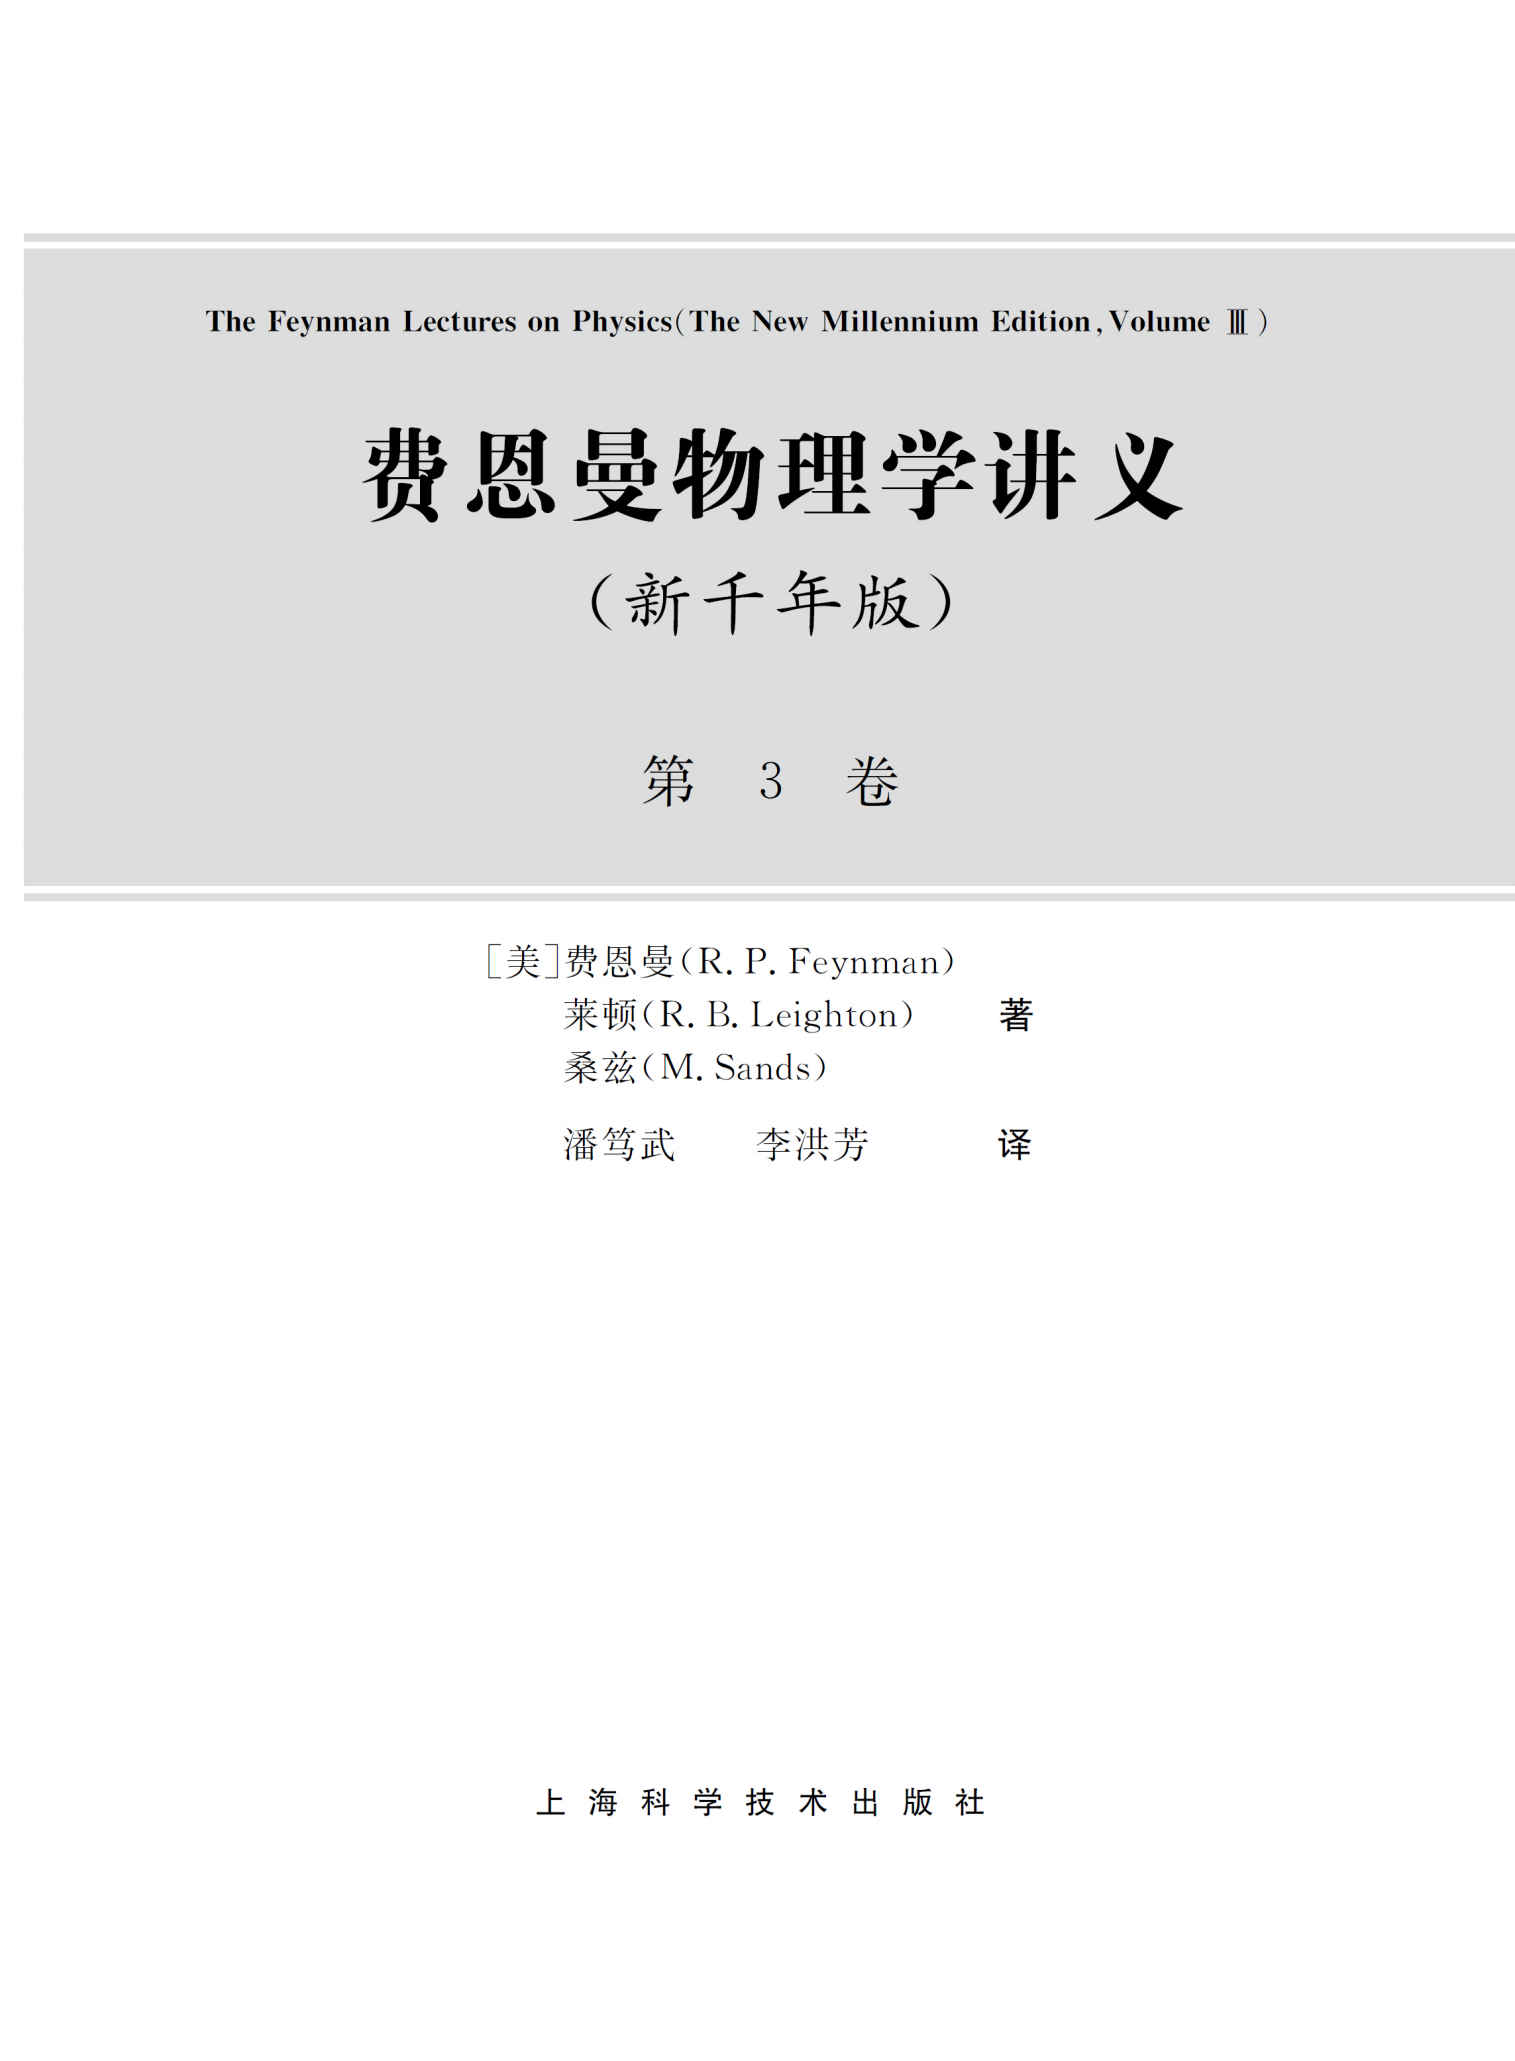 The Feynman Lectures on Physics(The New Millennium Edition,Volume Ⅲ)
费恩曼物理学讲义
（新千年版）
第 3 卷
[美]费恩曼(R. P. Feynman)
莱顿(R. B. Leighton) 著
桑兹(M. Sands)
潘笃武 李洪芳 译
上海科学技术出版社